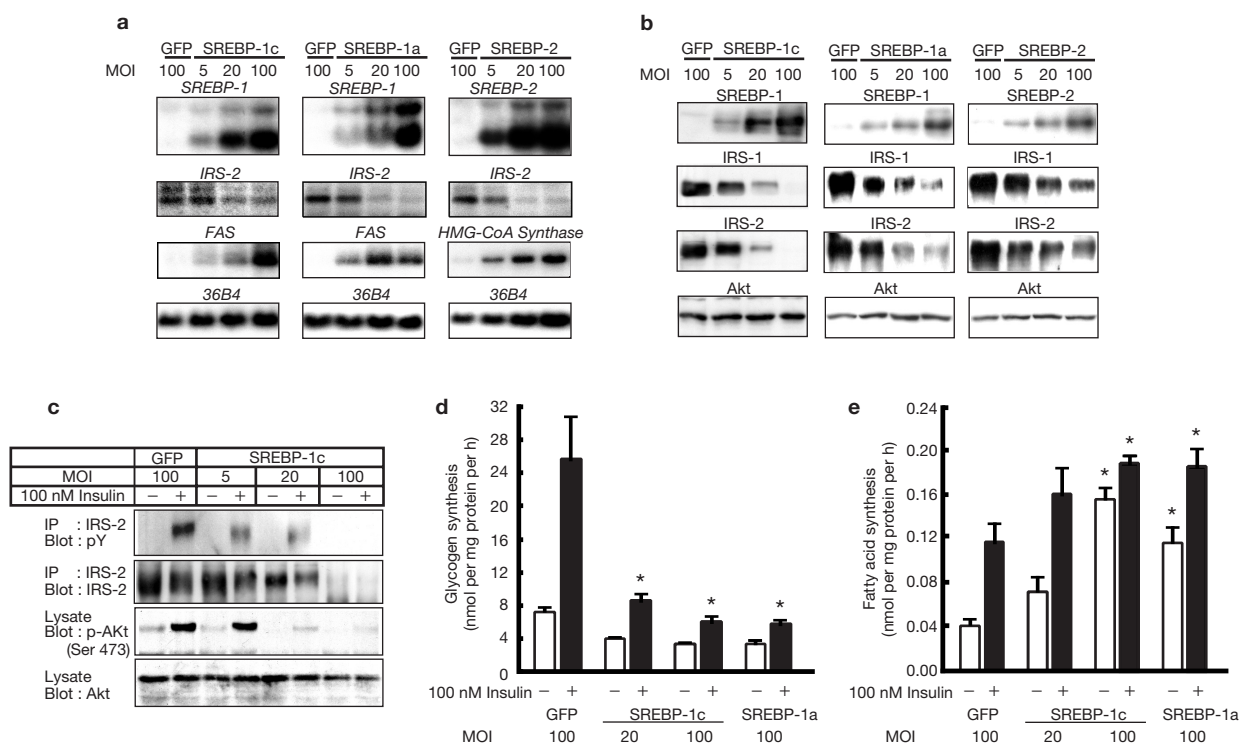 a
GFP SREBP-1c GFP SREBP-1a GFP SREBP-2
MOI 100 5 20 100 100 5 20 100 100 5 20 100
SREBP-1 SREBP-1 SREBP-2
IRS-2 IRS-2 IRS-2
FAS FAS HMG-CoA Synthase
36B4 36B4 36B4
b
GFP SREBP-1c GFP SREBP-1a GFP SREBP-2
MOI 100 5 20 100 100 5 20 100 100 5 20 100
SREBP-1 SREBP-1 SREBP-2
IRS-1 IRS-1 IRS-1
IRS-2 IRS-2 IRS-2
Akt Akt Akt
c
GFP SREBP-1c
MOI 100 5 20 100
100 nM Insulin − + − + − + − +
IP : IRS-2
Blot : pY
IP : IRS-2
Blot : IRS-2
Lysate
Blot : p-AKt
(Ser 473)
Lysate
Blot : Akt
d
Glycogen synthesis
(nmol per mg protein per h)
32
28
24
20
16
12
8
4
0
* * *
100 nM Insulin − + − + − + − +
GFP SREBP-1c SREBP-1a
MOI 100 20 100 100
e
Fatty acid synthesis
(nmol per mg protein per h)
0.24
0.20
0.16
0.12
0.08
0.04
0.00
* * * *
100 nM Insulin − + − + − + − +
GFP SREBP-1c SREBP-1a
MOI 100 20 100 100